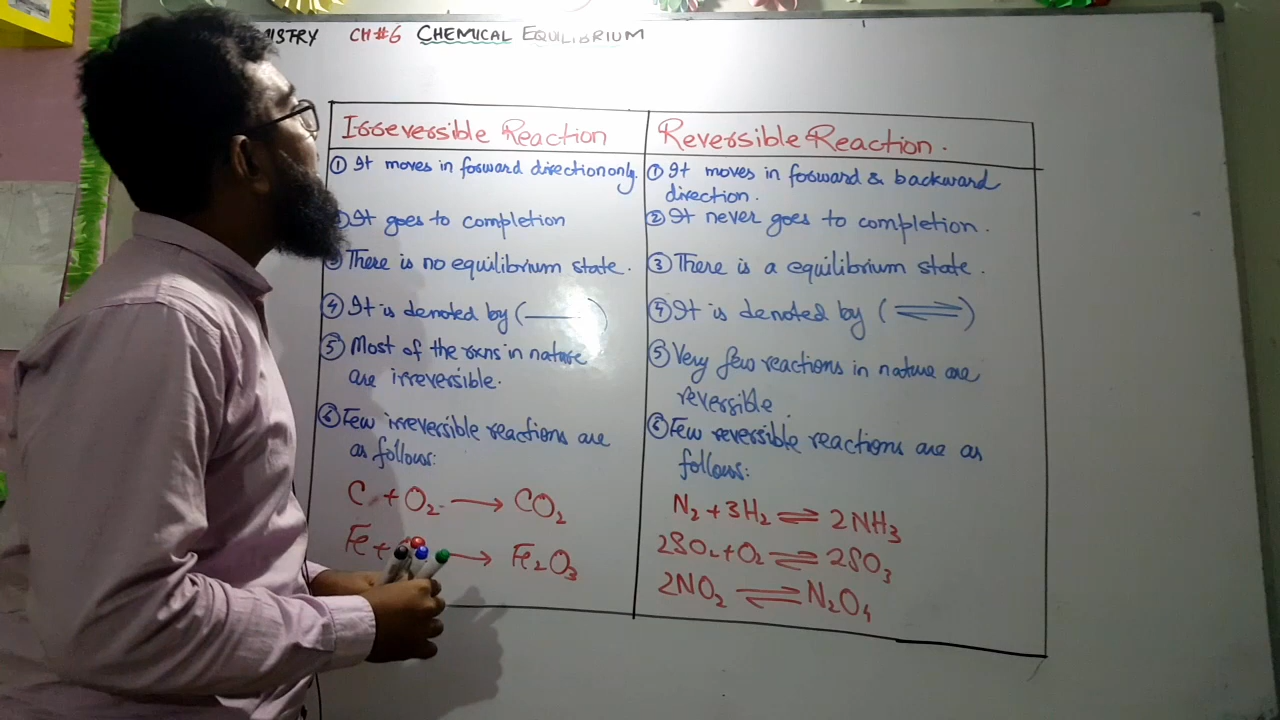 ISTRY CH#6 CHEMICAL EQUILIBRIUM
Irreversible Reaction
① It moves in forward direction only.
② It goes to completion
③ There is no equilibrium state.
④ It is denoted by (——)
⑤ Most of the rxns in nature
are irreversible.
⑥ Few irreversible reactions are
as follows:
C + O₂ → CO₂
Fe + → Fe₂O₃
Reversible Reaction.
① It moves in forward & backward
direction.
② It never goes to completion.
③ There is a equilibrium state.
④ It is denoted by (⇌)
⑤ Very few reactions in nature are
reversible.
⑥ Few reversible reactions are as
follows:
N₂ + 3H₂ ⇌ 2NH₃
2SO₂ + O₂ ⇌ 2SO₃
2NO₂ ⇌ N₂O₄